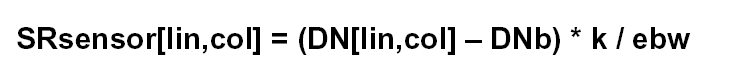 SRsensor[lin,col] = (DN[lin,col] – DNb) * k / ebw